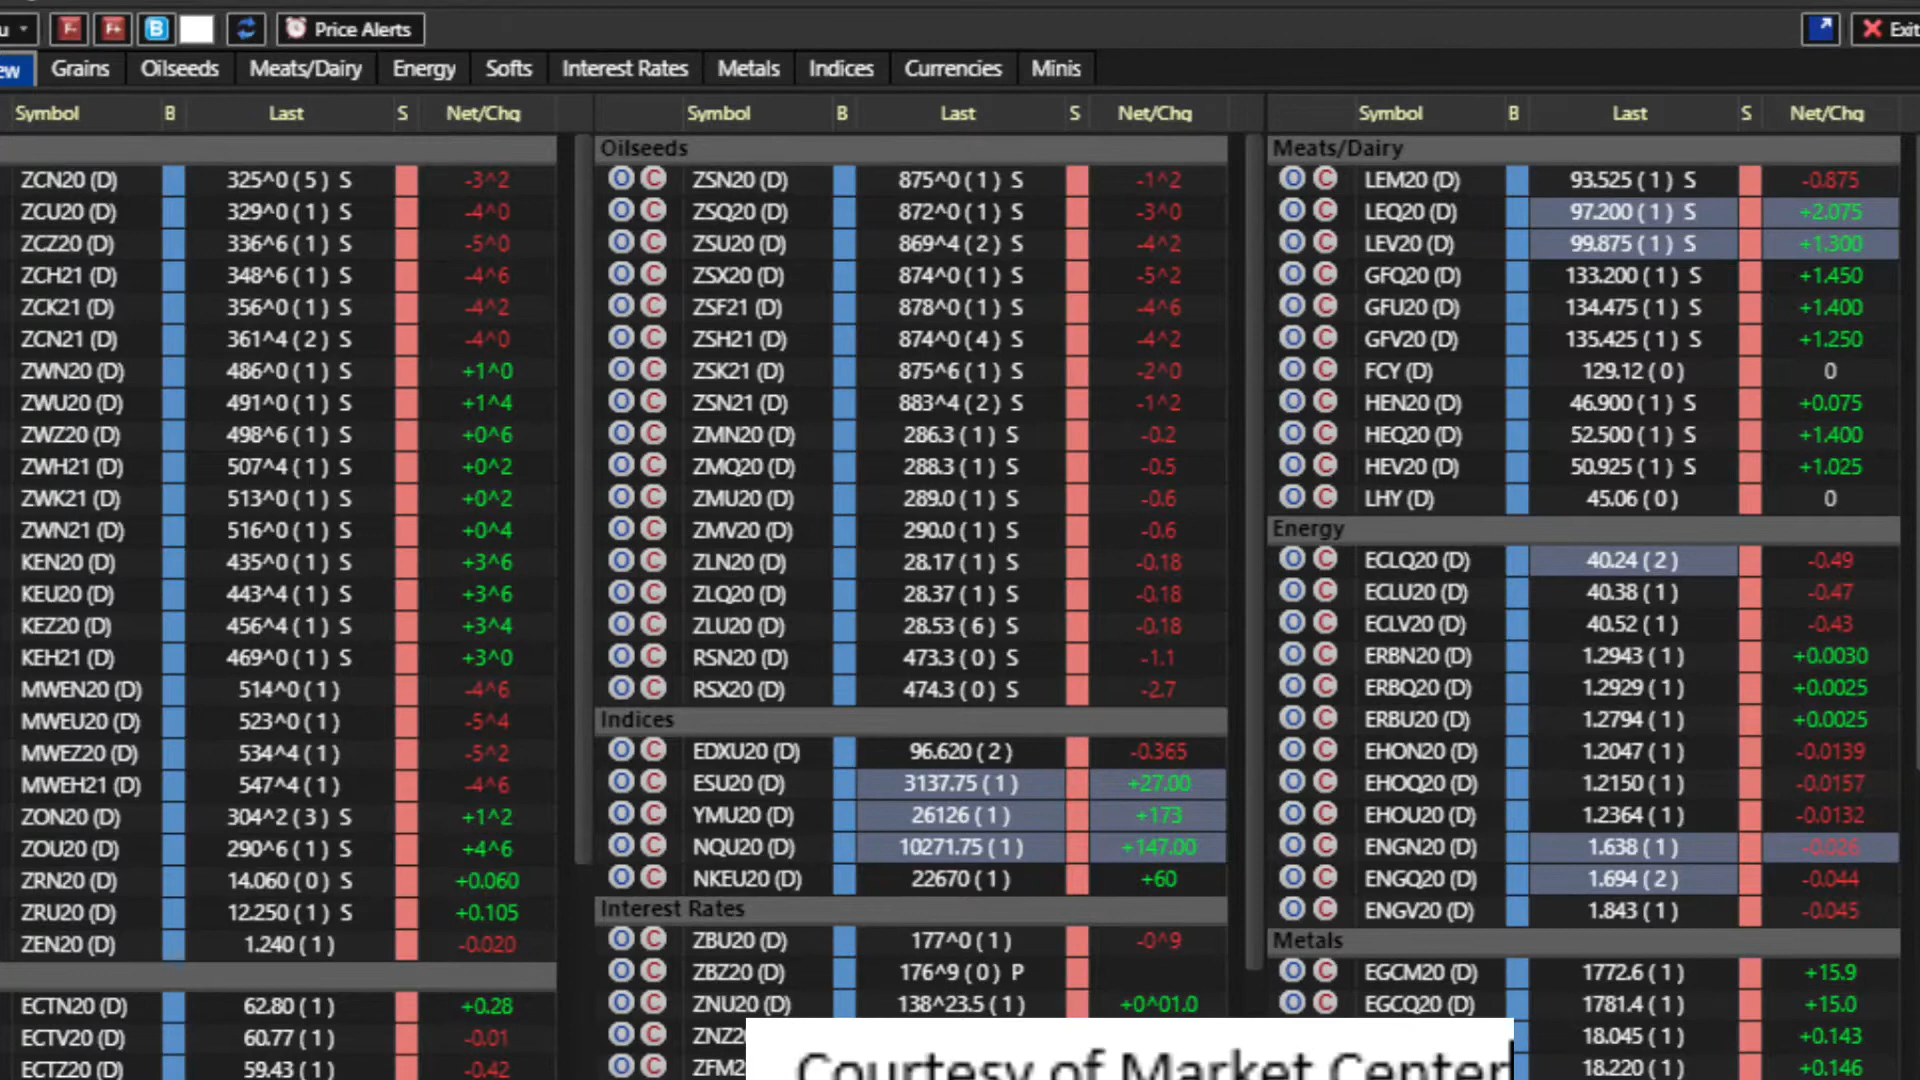 u F- F+ B Price Alerts Exit
ew Grains Oilseeds Meats/Dairy Energy Softs Interest Rates Metals Indices Currencies Minis
Symbol B Last S Net/Chg
ZCN20 (D) 325^0 ( 5 ) S -3^2
ZCU20 (D) 329^0 ( 1 ) S -4^0
ZCZ20 (D) 336^6 ( 1 ) S -5^0
ZCH21 (D) 348^6 ( 1 ) S -4^6
ZCK21 (D) 356^0 ( 1 ) S -4^2
ZCN21 (D) 361^4 ( 2 ) S -4^0
ZWN20 (D) 486^0 ( 1 ) S +1^0
ZWU20 (D) 491^0 ( 1 ) S +1^4
ZWZ20 (D) 498^6 ( 1 ) S +0^6
ZWH21 (D) 507^4 ( 1 ) S +0^2
ZWK21 (D) 513^0 ( 1 ) S +0^2
ZWN21 (D) 516^0 ( 1 ) S +0^4
KEN20 (D) 435^0 ( 1 ) S +3^6
KEU20 (D) 443^4 ( 1 ) S +3^6
KEZ20 (D) 456^4 ( 1 ) S +3^4
KEH21 (D) 469^0 ( 1 ) S +3^0
MWEN20 (D) 514^0 ( 1 ) -4^6
MWEU20 (D) 523^0 ( 1 ) -5^4
MWEZ20 (D) 534^4 ( 1 ) -5^2
MWEH21 (D) 547^4 ( 1 ) -4^6
ZON20 (D) 304^2 ( 3 ) S +1^2
ZOU20 (D) 290^6 ( 1 ) S +4^6
ZRN20 (D) 14.060 ( 0 ) S +0.060
ZRU20 (D) 12.250 ( 1 ) S +0.105
ZEN20 (D) 1.240 ( 1 ) -0.020
ECTN20 (D) 62.80 ( 1 ) +0.28
ECTV20 (D) 60.77 ( 1 ) -0.01
ECTZ20 (D) 59.43 ( 1 ) -0.42
Symbol B Last S Net/Chg
Oilseeds
O C ZSN20 (D) 875^0 ( 1 ) S -1^2
O C ZSQ20 (D) 872^0 ( 1 ) S -3^0
O C ZSU20 (D) 869^4 ( 2 ) S -4^2
O C ZSX20 (D) 874^0 ( 1 ) S -5^2
O C ZSF21 (D) 878^0 ( 1 ) S -4^6
O C ZSH21 (D) 874^0 ( 4 ) S -4^2
O C ZSK21 (D) 875^6 ( 1 ) S -2^0
O C ZSN21 (D) 883^4 ( 2 ) S -1^2
O C ZMN20 (D) 286.3 ( 1 ) S -0.2
O C ZMQ20 (D) 288.3 ( 1 ) S -0.5
O C ZMU20 (D) 289.0 ( 1 ) S -0.6
O C ZMV20 (D) 290.0 ( 1 ) S -0.6
O C ZLN20 (D) 28.17 ( 1 ) S -0.18
O C ZLQ20 (D) 28.37 ( 1 ) S -0.18
O C ZLU20 (D) 28.53 ( 6 ) S -0.18
O C RSN20 (D) 473.3 ( 0 ) S -1.1
O C RSX20 (D) 474.3 ( 0 ) S -2.7
Indices
O C EDXU20 (D) 96.620 ( 2 ) -0.365
O C ESU20 (D) 3137.75 ( 1 ) +27.00
O C YMU20 (D) 26126 ( 1 ) +173
O C NQU20 (D) 10271.75 ( 1 ) +147.00
O C NKEU20 (D) 22670 ( 1 ) +60
Interest Rates
O C ZBU20 (D) 177^0 ( 1 ) -0^9
O C ZBZ20 (D) 176^9 ( 0 ) P
O C ZNU20 (D) 138^23.5 ( 1 ) +0^01.0
O C ZNZ2
O C ZFM2
Symbol B Last S Net/Chg
Meats/Dairy
O C LEM20 (D) 93.525 ( 1 ) S -0.875
O C LEQ20 (D) 97.200 ( 1 ) S +2.075
O C LEV20 (D) 99.875 ( 1 ) S +1.300
O C GFQ20 (D) 133.200 ( 1 ) S +1.450
O C GFU20 (D) 134.475 ( 1 ) S +1.400
O C GFV20 (D) 135.425 ( 1 ) S +1.250
O C FCY (D) 129.12 ( 0 ) 0
O C HEN20 (D) 46.900 ( 1 ) S +0.075
O C HEQ20 (D) 52.500 ( 1 ) S +1.400
O C HEV20 (D) 50.925 ( 1 ) S +1.025
O C LHY (D) 45.06 ( 0 ) 0
Energy
O C ECLQ20 (D) 40.24 ( 2 ) -0.49
O C ECLU20 (D) 40.38 ( 1 ) -0.47
O C ECLV20 (D) 40.52 ( 1 ) -0.43
O C ERBN20 (D) 1.2943 ( 1 ) +0.0030
O C ERBQ20 (D) 1.2929 ( 1 ) +0.0025
O C ERBU20 (D) 1.2794 ( 1 ) +0.0025
O C EHON20 (D) 1.2047 ( 1 ) -0.0139
O C EHOQ20 (D) 1.2150 ( 1 ) -0.0157
O C EHOU20 (D) 1.2364 ( 1 ) -0.0132
O C ENGN20 (D) 1.638 ( 1 ) -0.026
O C ENGQ20 (D) 1.694 ( 2 ) -0.044
O C ENGV20 (D) 1.843 ( 1 ) -0.045
Metals
O C EGCM20 (D) 1772.6 ( 1 ) +15.9
O C EGCQ20 (D) 1781.4 ( 1 ) +15.0
18.045 ( 1 ) +0.143
18.220 ( 1 ) +0.146
Courtesy of Market Center